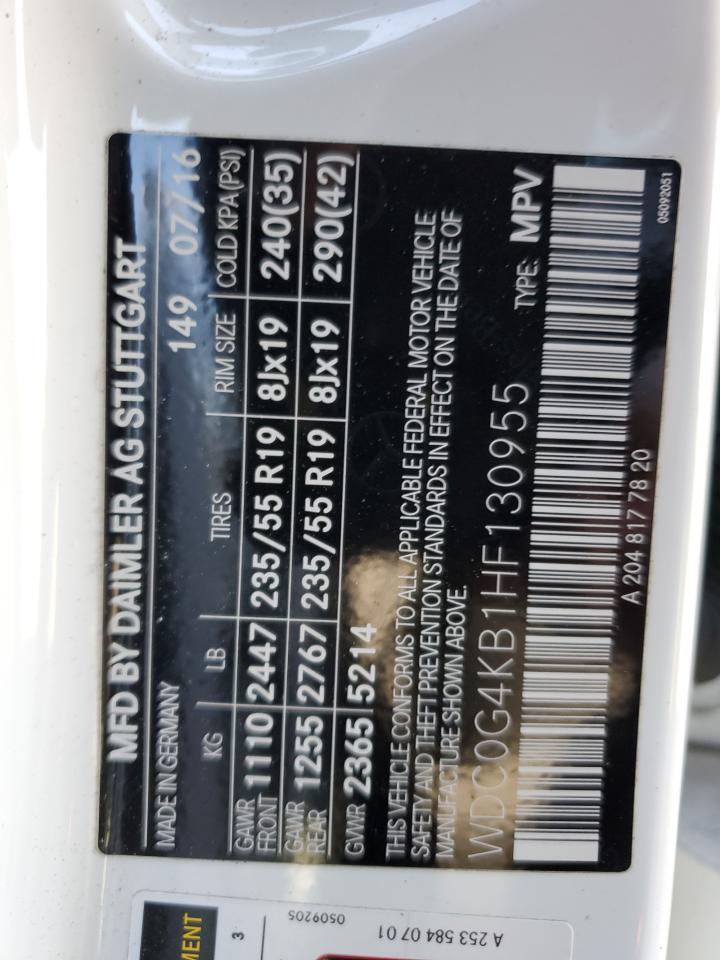 MFD BY DAIMLER AG STUTTGART
MADE IN GERMANY 149 07/16
KG LB TIRES RIM SIZE COLD KPA(PSI)
GAWR FRONT 1110 2447 235/55 R19 8Jx19 240(35)
GAWR REAR 1255 2767 235/55 R19 8Jx19 290(42)
GVWR 2365 5214
THIS VEHICLE CONFORMS TO ALL APPLICABLE FEDERAL MOTOR VEHICLE
SAFETY AND THEFT PREVENTION STANDARDS IN EFFECT ON THE DATE OF
MANUFACTURE SHOWN ABOVE.
WDC0G4KB1HF130955 TYPE: MPV
A 204 817 78 20
05092051
MENT
3
0509205
A 253 584 07 01